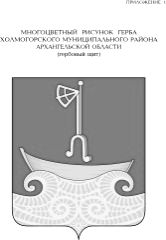 ПРИЛОЖЕНИЕ 1
МНОГОЦВЕТНЫЙ РИСУНОК ГЕРБА
ХОЛМОГОРСКОГО МУНИЦИПАЛЬНОГО РАЙОНА
АРХАНГЕЛЬСКОЙ ОБЛАСТИ
(гербовый щит)